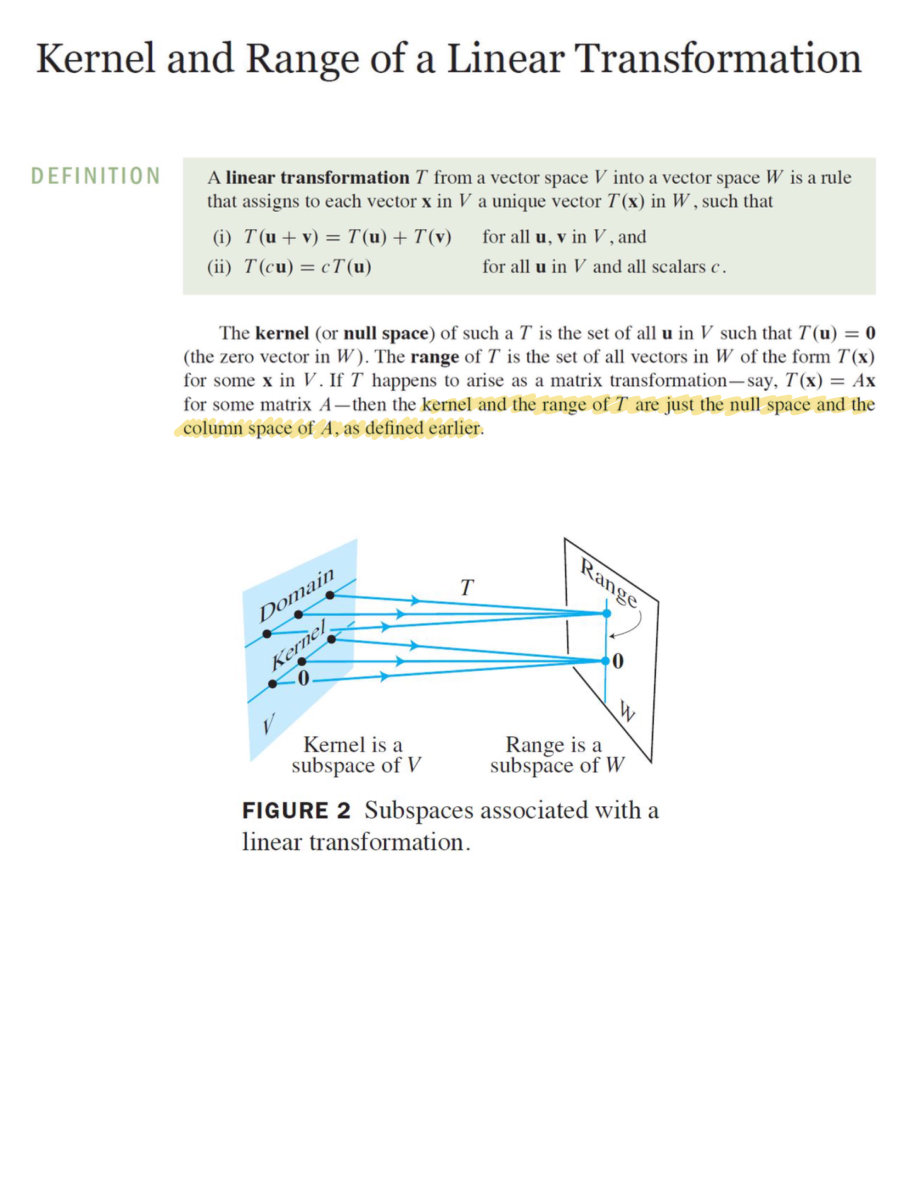 Kernel and Range of a Linear Transformation
DEFINITION
A linear transformation T from a vector space V into a vector space W is a rule
that assigns to each vector x in V a unique vector T(x) in W, such that
(i) T(u + v) = T(u) + T(v) for all u, v in V, and
(ii) T(cu) = cT(u) for all u in V and all scalars c.
The kernel (or null space) of such a T is the set of all u in V such that T(u) = 0
(the zero vector in W). The range of T is the set of all vectors in W of the form T(x)
for some x in V. If T happens to arise as a matrix transformation—say, T(x) = Ax
for some matrix A—then the kernel and the range of T are just the null space and the
column space of A, as defined earlier.
Domain
Kernel
0
V
T
Range
0
W
Kernel is a
subspace of V
Range is a
subspace of W
FIGURE 2 Subspaces associated with a
linear transformation.